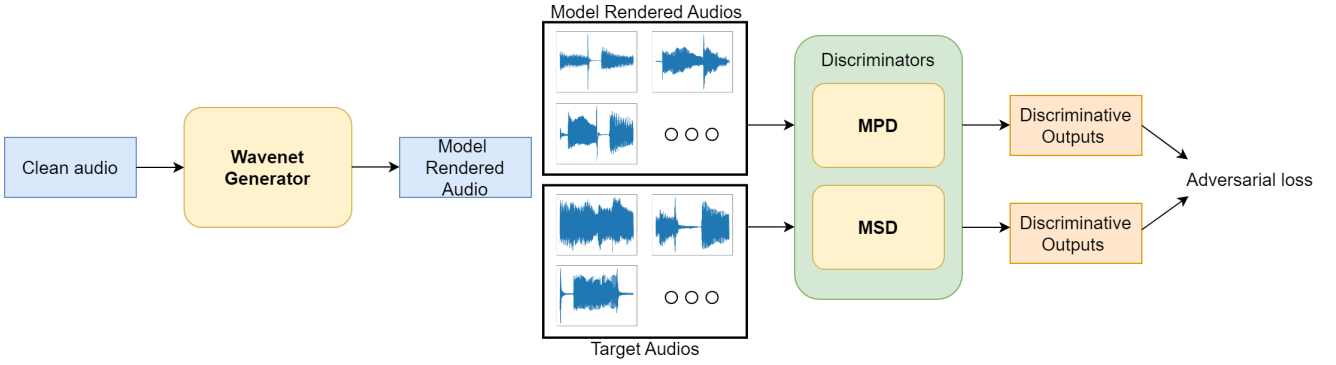 Clean audio
Wavenet
Generator
Model
Rendered
Audio
Model Rendered Audios
Target Audios
Discriminators
MPD
MSD
Discriminative
Outputs
Discriminative
Outputs
Adversarial loss